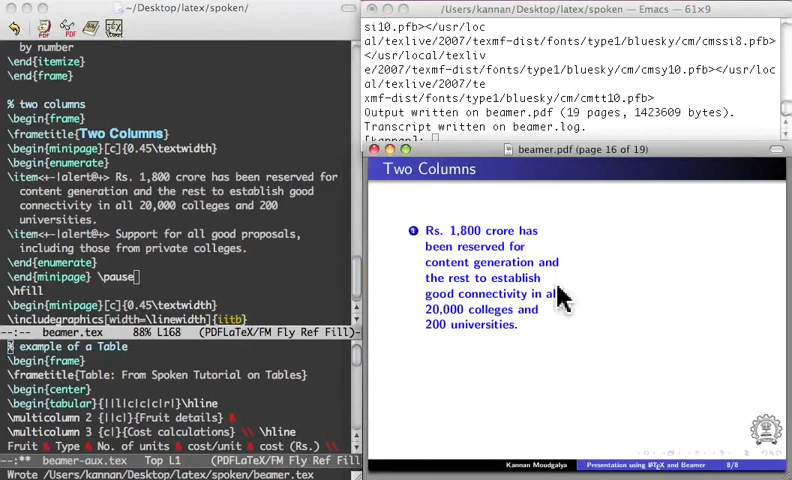 ~/Desktop/latex/spoken/
by number
\end{itemize}
\end{frame}
% two columns
\begin{frame}
\frametitle{Two Columns}
\begin{minipage}[c]{0.45\textwidth}
\begin{enumerate}
\item<+-|alert@+> Rs. 1,800 crore has been reserved for
content generation and the rest to establish good
connectivity in all 20,000 colleges and 200
universities.
\item<+-|alert@+> Support for all good proposals,
including those from private colleges.
\end{enumerate}
\end{minipage} \pause
\hfill
\begin{minipage}[c]{0.45\textwidth}
\includegraphics[width=\linewidth]{iitb}
--:-- beamer.tex 88% L168 (PDFLaTeX/FM Fly Ref Fill)--
% example of a Table
\begin{frame}
\frametitle{Table: From Spoken Tutorial on Tables}
\begin{center}
\begin{tabular}{||l|c|c|r|}\hline
\multicolumn 2 {||c|}{Fruit details} &
\multicolumn 3 {c|}{Cost calculations} \\ \hline
Fruit & Type & No. of units & cost/unit & cost (Rs.) \\
--:** beamer-aux.tex Top L1 (PDFLaTeX/FM Fly Ref Fill)
Wrote /Users/kannan/Desktop/latex/spoken/beamer.tex
/Users/kannan/Desktop/latex/spoken — Emacs — 61×9
si10.pfb></usr/loc
al/texlive/2007/texmf-dist/fonts/type1/bluesky/cm/cmssi8.pfb>
</usr/local/texliv
e/2007/texmf-dist/fonts/type1/bluesky/cm/cmsy10.pfb></usr/loc
al/texlive/2007/te
xmf-dist/fonts/type1/bluesky/cm/cmtt10.pfb>
Output written on beamer.pdf (19 pages, 1423609 bytes).
Transcript written on beamer.log.
beamer.pdf (page 16 of 19)
Two Columns
1 Rs. 1,800 crore has
been reserved for
content generation and
the rest to establish
good connectivity in all
20,000 colleges and
200 universities.
Kannan Moudgalya Presentation using LATEX and Beamer 8/8